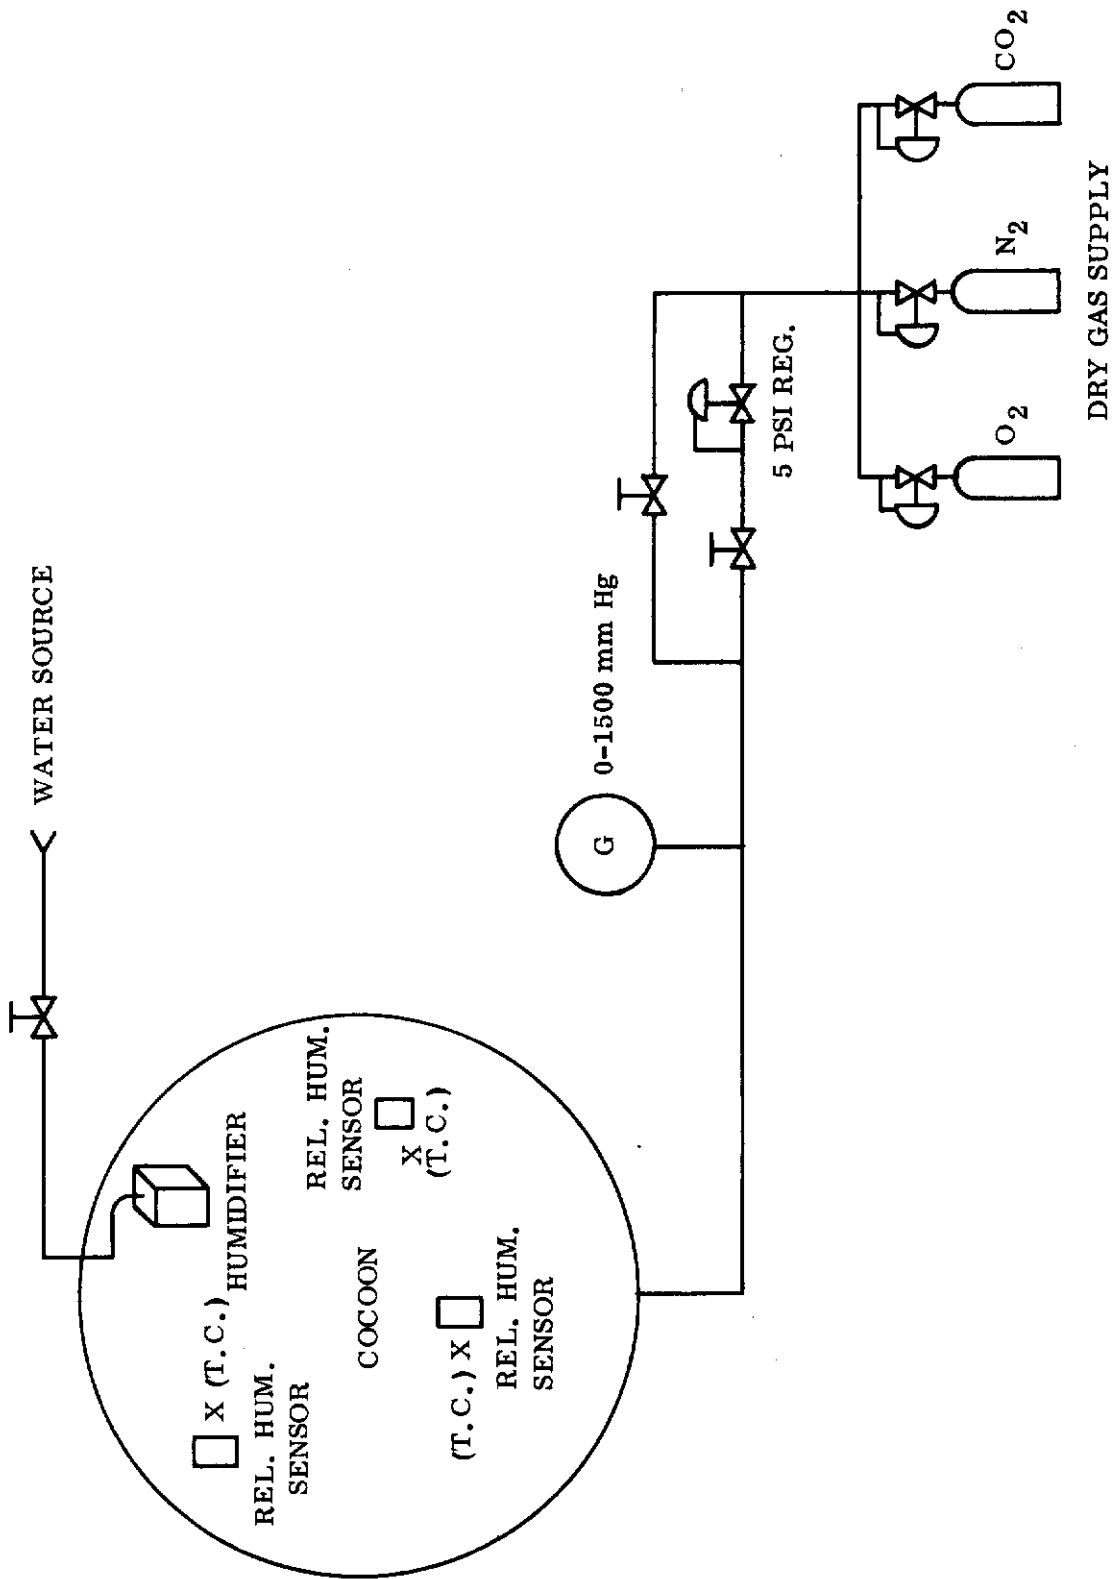 WATER SOURCE
HUMIDIFIER
X (T.C.)
REL. HUM.
SENSOR
REL. HUM.
SENSOR
X
(T.C.)
COCOON
(T.C.) X
REL. HUM.
SENSOR
G
0-1500 mm Hg
5 PSI REG.
O2
N2
CO2
DRY GAS SUPPLY